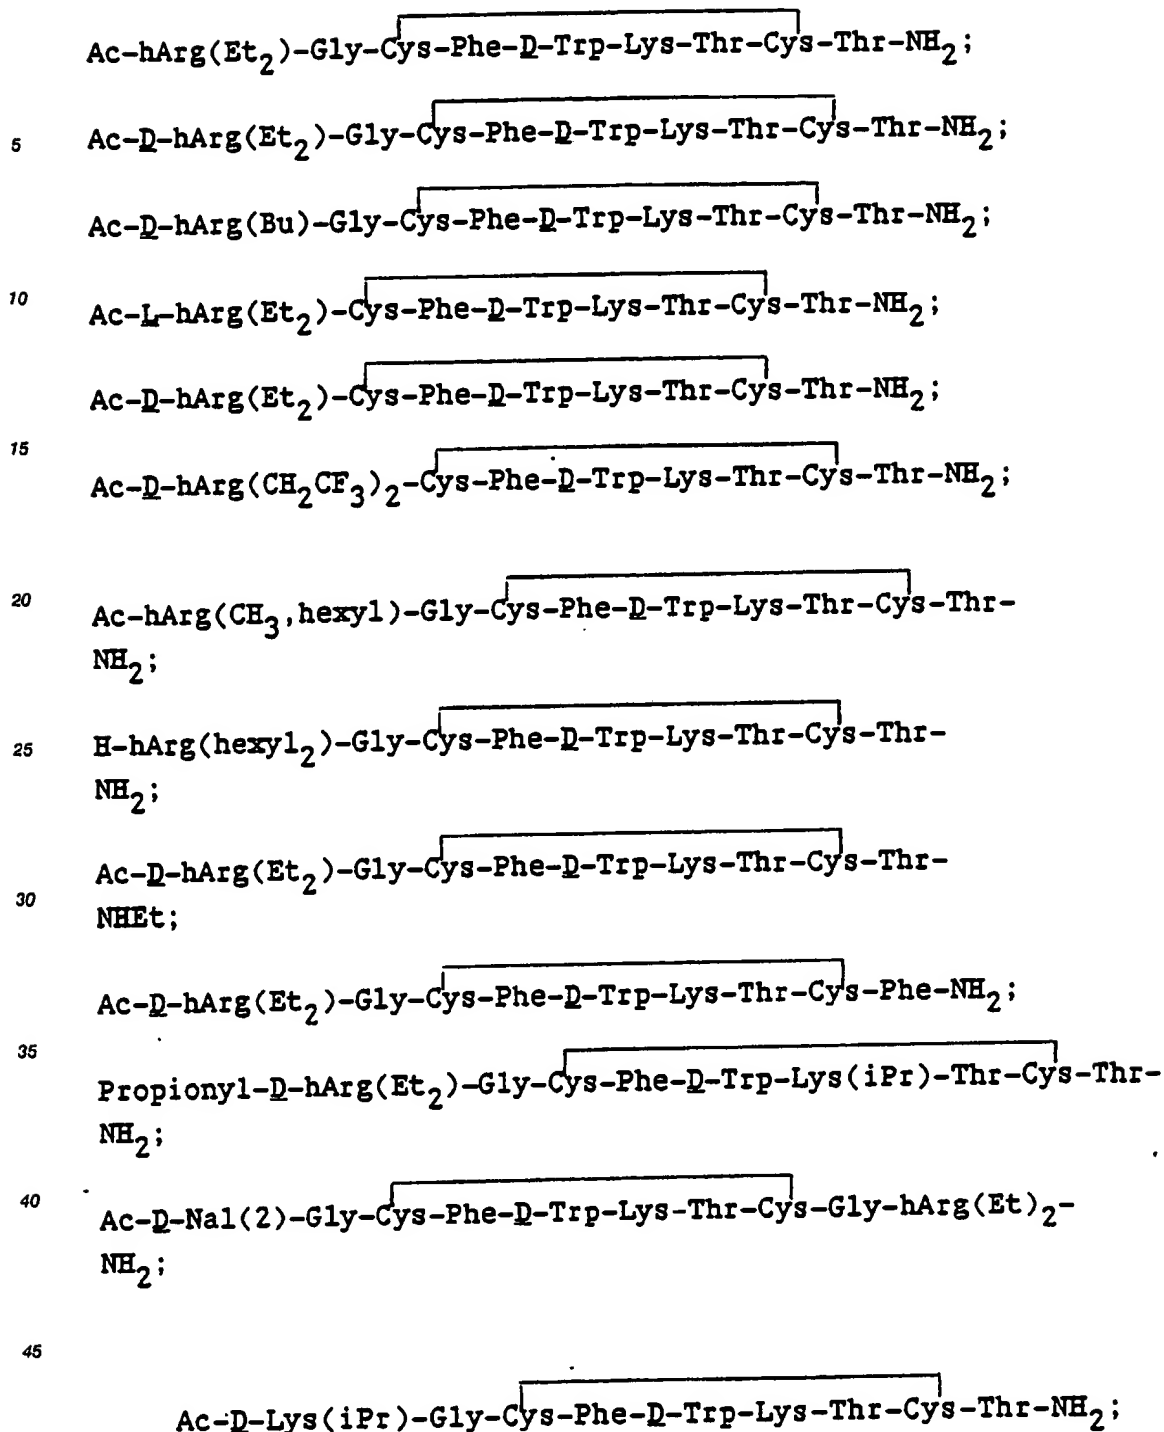 Ac-hArg(Et2)-Gly-Cys-Phe-D-Trp-Lys-Thr-Cys-Thr-NH2;
5 Ac-D-hArg(Et2)-Gly-Cys-Phe-D-Trp-Lys-Thr-Cys-Thr-NH2;
Ac-D-hArg(Bu)-Gly-Cys-Phe-D-Trp-Lys-Thr-Cys-Thr-NH2;
10 Ac-L-hArg(Et2)-Cys-Phe-D-Trp-Lys-Thr-Cys-Thr-NH2;
Ac-D-hArg(Et2)-Cys-Phe-D-Trp-Lys-Thr-Cys-Thr-NH2;
15
Ac-D-hArg(CH2CF3)2-Cys-Phe-D-Trp-Lys-Thr-Cys-Thr-NH2;
20 Ac-hArg(CH3,hexyl)-Gly-Cys-Phe-D-Trp-Lys-Thr-Cys-Thr-
NH2;
25 H-hArg(hexyl2)-Gly-Cys-Phe-D-Trp-Lys-Thr-Cys-Thr-
NH2;
Ac-D-hArg(Et2)-Gly-Cys-Phe-D-Trp-Lys-Thr-Cys-Thr-
30 NHEt;
Ac-D-hArg(Et2)-Gly-Cys-Phe-D-Trp-Lys-Thr-Cys-Phe-NH2;
35
Propionyl-D-hArg(Et2)-Gly-Cys-Phe-D-Trp-Lys(iPr)-Thr-Cys-Thr-
NH2;
40 Ac-D-Nal(2)-Gly-Cys-Phe-D-Trp-Lys-Thr-Cys-Gly-hArg(Et)2-
NH2;
45
Ac-D-Lys(iPr)-Gly-Cys-Phe-D-Trp-Lys-Thr-Cys-Thr-NH2;